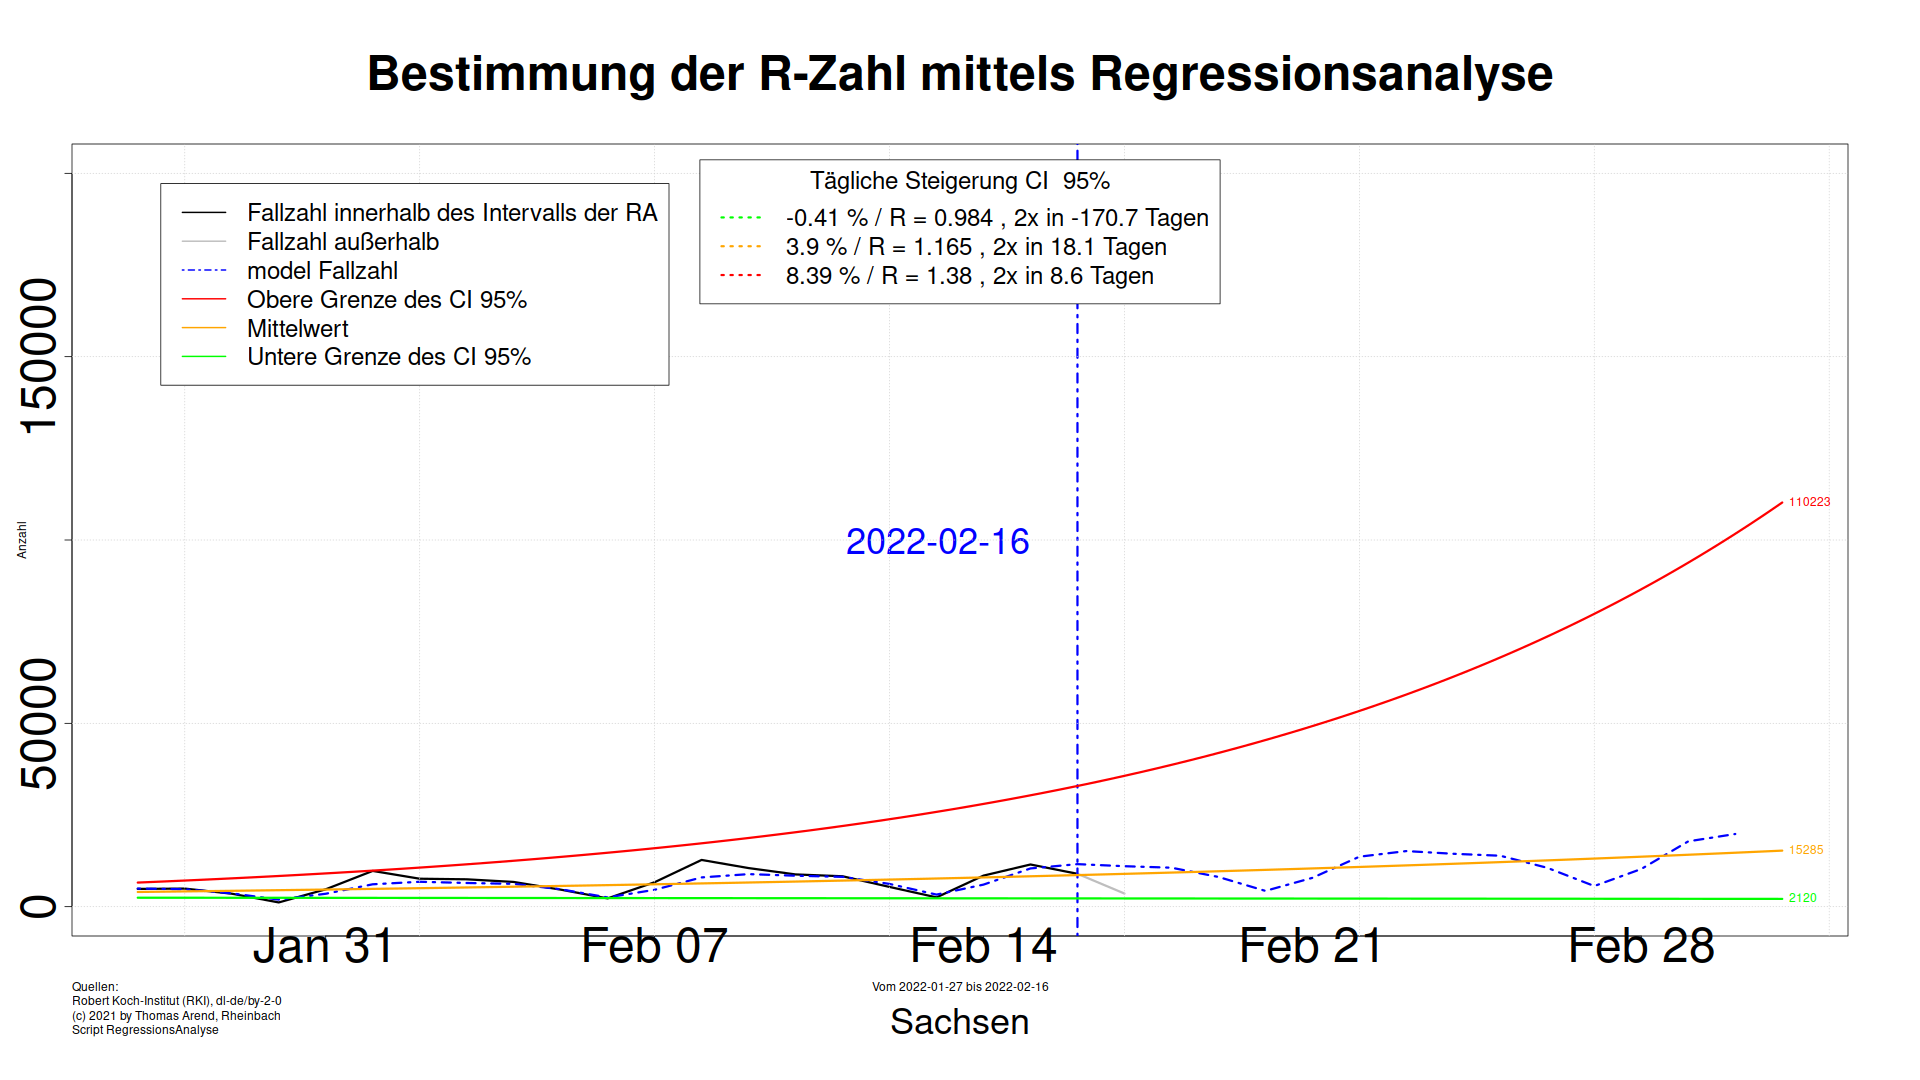 Bestimmung der R-Zahl mittels Regressionsanalyse
Fallzahl innerhalb des Intervalls der RA
Fallzahl außerhalb
model Fallzahl
Obere Grenze des CI 95%
Mittelwert
Untere Grenze des CI 95%
Tägliche Steigerung CI  95%
-0.41 % / R = 0.984 , 2x in -170.7 Tagen
3.9 % / R = 1.165 , 2x in 18.1 Tagen
8.39 % / R = 1.38 , 2x in 8.6 Tagen
150000
50000
0
Anzahl
2022-02-16
110223
15285
2120
Jan 31
Feb 07
Feb 14
Feb 21
Feb 28
Quellen:
Robert Koch-Institut (RKI), dl-de/by-2-0
(c) 2021 by Thomas Arend, Rheinbach
Script RegressionsAnalyse
Vom 2022-01-27 bis 2022-02-16
Sachsen